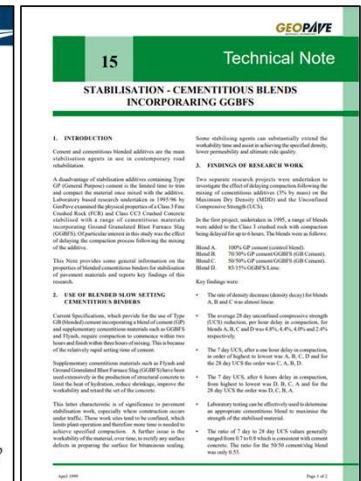 GEOPAVE
15
Technical Note
STABILISATION - CEMENTITIOUS BLENDS
INCORPORARING GGBFS
1. INTRODUCTION
Cement and cementitious blended additives are the main
stabilisation agents in use in contemporary road
rehabilitation.
A disadvantage of stabilisation additives containing Type
GP (General Purpose) cement is the limited time to trim
and compact the material once mixed with the additive.
Laboratory based research undertaken in 1995/96 by
GeoPave examined the physical properties of a Class 3 Fine
Crushed Rock (FCR) and Class CC3 Crushed Concrete
stabilised with a range of cementitious materials
incorporating Ground Granulated Blast Furnace Slag
(GGBFS). Of particular interest in this study was the effect
of delaying the compaction process following the mixing
of the additive.
This Note provides some general information on the
properties of blended cementitious binders for stabilisation
of pavement materials and reports key findings of this
research.
2. USE OF BLENDED SLOW SETTING
CEMENTITIOUS BINDERS
Current Specifications, which provide for the use of Type
GB (Blended) cement incorporating a blend of cement (GP)
and supplementary cementitious materials such as GGBFS
and Flyash, require compaction to commence within two
hours and finish within three hours of mixing. This is because
of the relatively rapid setting time of cement.
Supplementary cementitious materials such as Flyash and
Ground Granulated Blast Furnace Slag (GGBFS) have been
used extensively in the production of structural concrete to
limit the heat of hydration, reduce shrinkage, improve the
workability and retard the set of the concrete.
This latter characteristic is of significance to pavement
stabilisation work, especially where construction occurs
under traffic. These work sites tend to be confined, which
limits plant operation and therefore more time is needed to
achieve specified compaction. A further issue is the
workability of the material, over time, to rectify any surface
defects in preparing the surface for bituminous sealing.
Some stabilising agents can substantially extend the
workability time and assist in achieving the specified density,
lower permeability and ultimate ride quality.
3. FINDINGS OF RESEARCH WORK
Two separate research projects were undertaken to
investigate the effect of delaying compaction following the
mixing of cementitious additives (3% by mass) on the
Maximum Dry Density (MDD) and the Unconfined
Compressive Strength (UCS).
In the first project, undertaken in 1995, a range of blends
were added to the Class 3 crushed rock with compaction
being delayed for up to 6 hours. The blends were as follows:
Blend A. 100% GP cement (control blend).
Blend B. 70/30% GP cement/GGBFS (GB Cement).
Blend C. 50/50% GP cement/GGBFS (GB Cement).
Blend D. 85/15% GGBFS/Lime.
Key findings were:
• The rate of density decrease (density decay) for blends
A, B and C was almost linear.
• The average 28 day unconfined compressive strength
(UCS) reduction, per hour delay in compaction, for
blends A, B, C and D was 4.8%, 4.4%, 4.0% and 2.4%
respectively.
• The 7 day UCS, after a one hour delay in compaction,
in order of highest to lowest was A, B, C, D and for
the 28 day UCS the order was C, A, B, D.
• The 7 day UCS, after 6 hours delay in compaction,
from highest to lowest was D, B, C, A and for the
28 day UCS the order was D, C, B, A.
• Laboratory testing can be effectively used to determine
an appropriate cementitious blend to maximise the
strength of the stabilised material.
• The ratio of 7 day to 28 day UCS values generally
ranged from 0.7 to 0.8 which is consistent with cement
concrete. The ratio for the 50/50 cement/slag blend
was only 0.53.
April 1999
Page 1 of 2